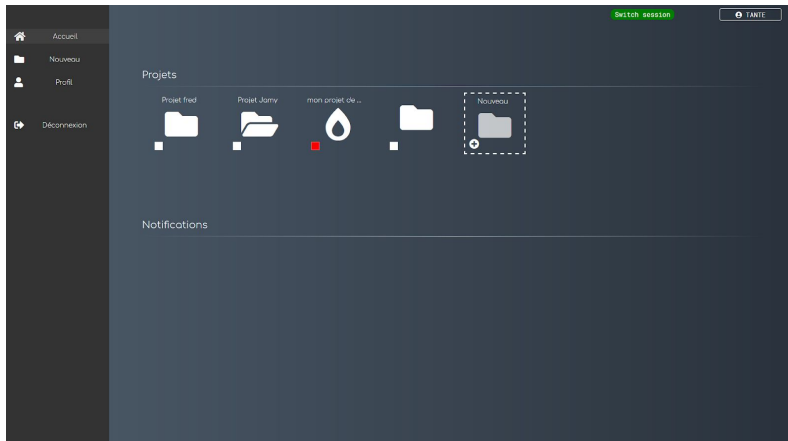 Switch session
TANTE
Accueil
Nouveau
Profil
Déconnexion
Projets
Projet fred
Projet Jamy
mon projet de ...
Nouveau
Notifications